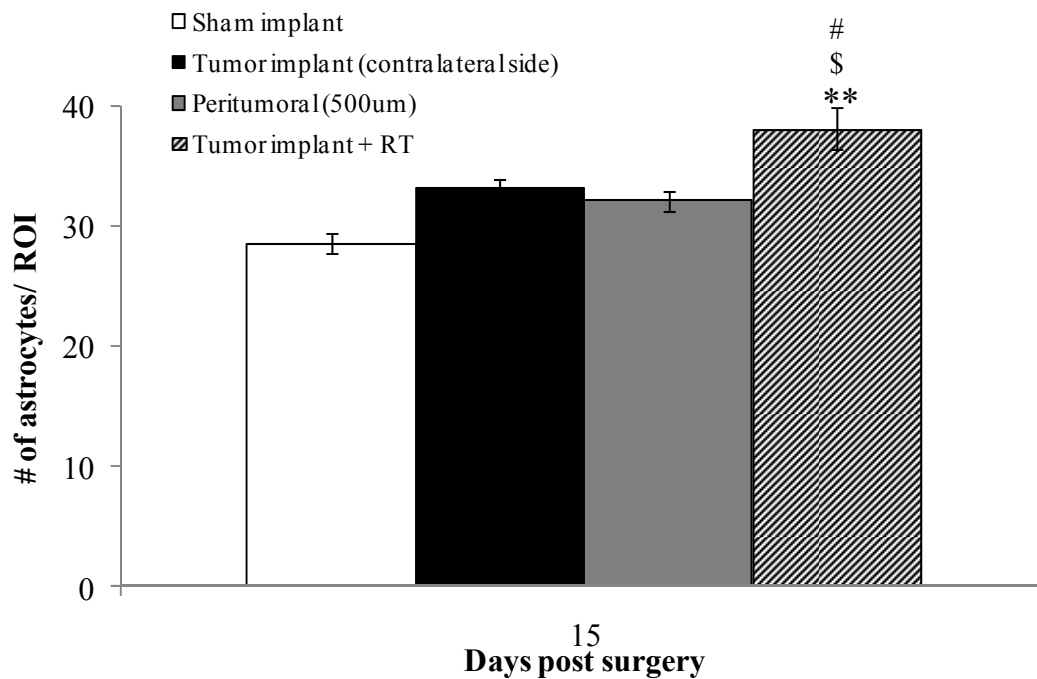 Sham implant
Tumor implant (contralateral side)
Peritumoral (500um)
Tumor implant + RT
#
$
**
# of astrocytes/ ROI
40
30
20
10
0
15
Days post surgery